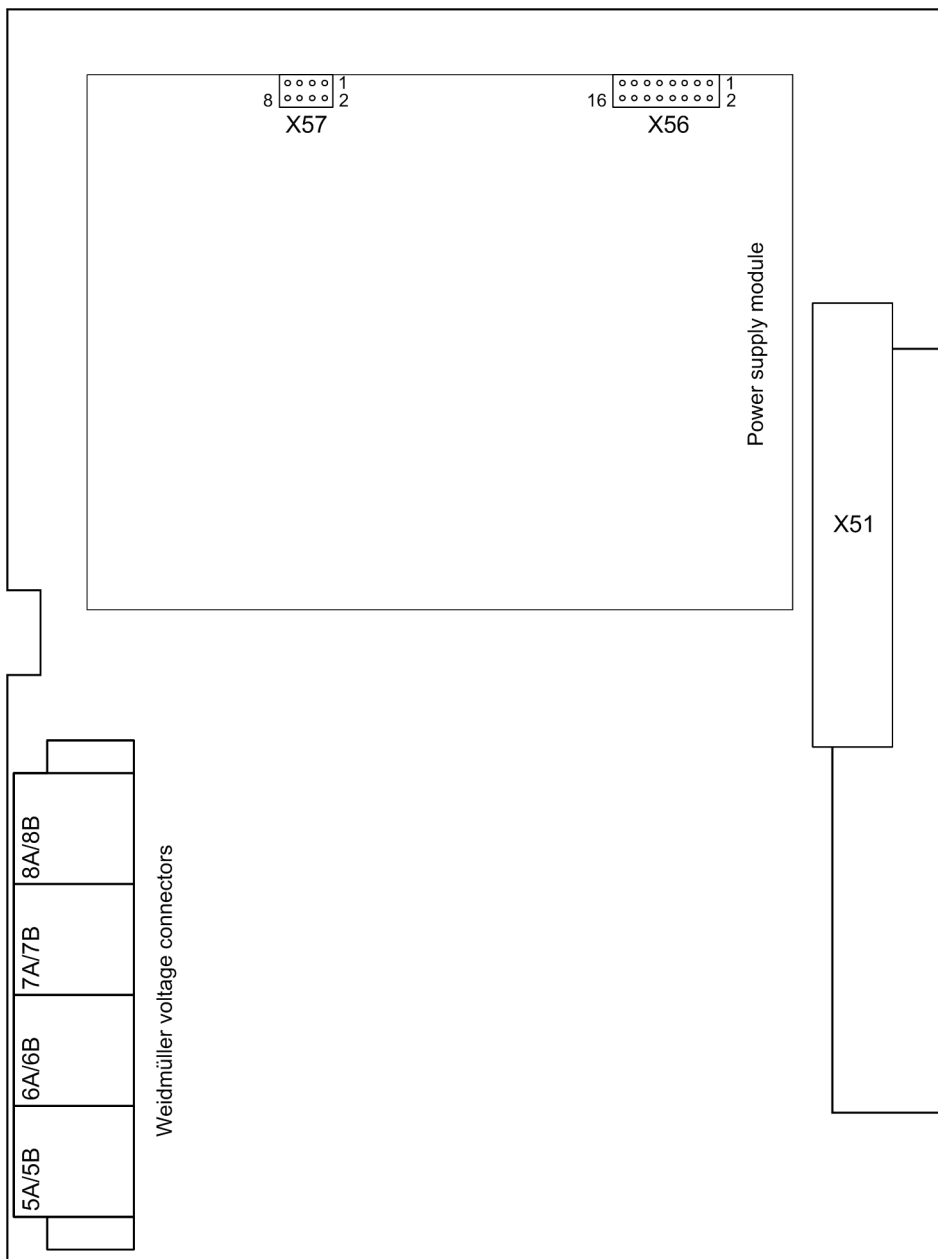 1
8
2
X57
1
16
2
X56
Power supply module
X51
8A/8B
7A/7B
6A/6B
5A/5B
Weidmüller voltage connectors